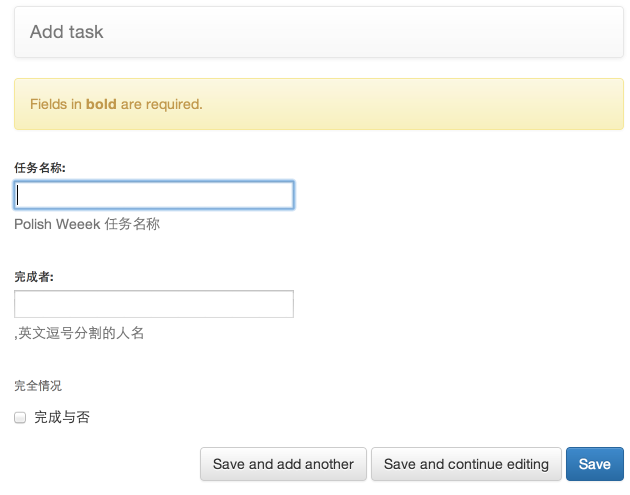 Add task
Fields in bold are required.
任务名称:
Polish Weeek 任务名称
完成者:
,英文逗号分割的人名
完全情况
完成与否
Save and add another
Save and continue editing
Save